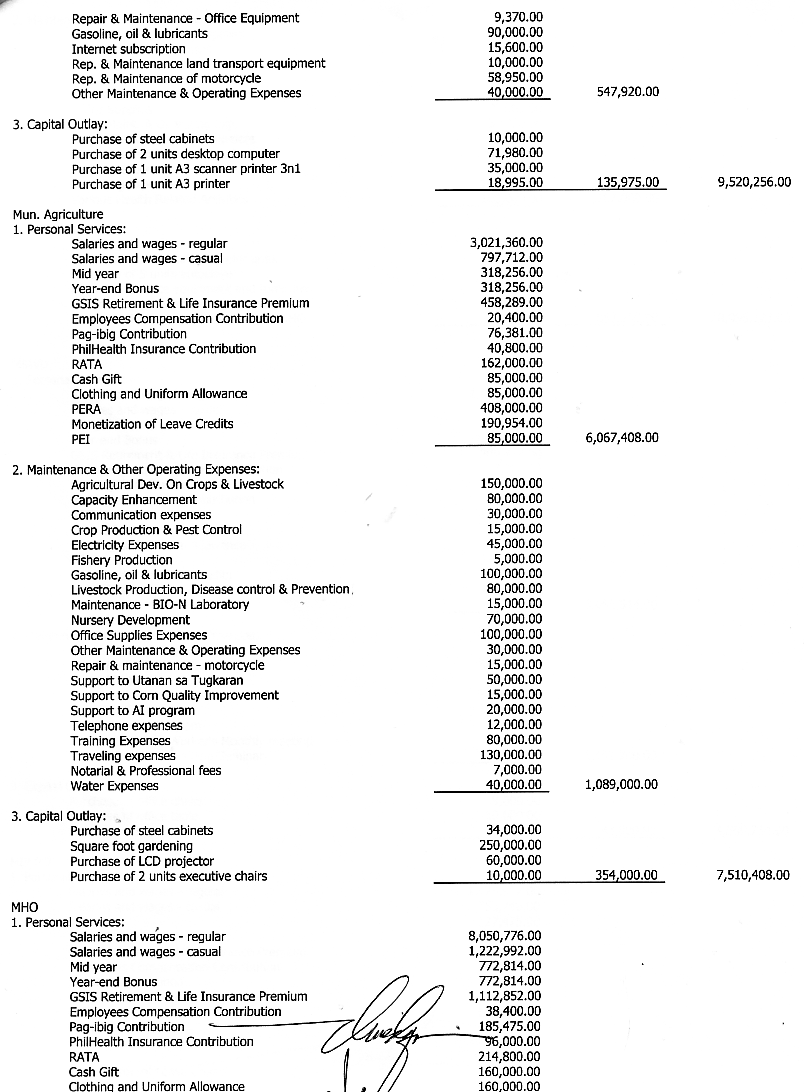 Repair & Maintenance - Office Equipment 9,370.00
Gasoline, oil & lubricants 90,000.00
Internet subscription 15,600.00
Rep. & Maintenance land transport equipment 10,000.00
Rep. & Maintenance of motorcycle 58,950.00
Other Maintenance & Operating Expenses 40,000.00 547,920.00
3. Capital Outlay:
Purchase of steel cabinets 10,000.00
Purchase of 2 units desktop computer 71,980.00
Purchase of 1 unit A3 scanner printer 3n1 35,000.00
Purchase of 1 unit A3 printer 18,995.00 135,975.00 9,520,256.00
Mun. Agriculture
1. Personal Services:
Salaries and wages - regular 3,021,360.00
Salaries and wages - casual 797,712.00
Mid year 318,256.00
Year-end Bonus 318,256.00
GSIS Retirement & Life Insurance Premium 458,289.00
Employees Compensation Contribution 20,400.00
Pag-ibig Contribution 76,381.00
PhilHealth Insurance Contribution 40,800.00
RATA 162,000.00
Cash Gift 85,000.00
Clothing and Uniform Allowance 85,000.00
PERA 408,000.00
Monetization of Leave Credits 190,954.00
PEI 85,000.00 6,067,408.00
2. Maintenance & Other Operating Expenses:
Agricultural Dev. On Crops & Livestock 150,000.00
Capacity Enhancement 80,000.00
Communication expenses 30,000.00
Crop Production & Pest Control 15,000.00
Electricity Expenses 45,000.00
Fishery Production 5,000.00
Gasoline, oil & lubricants 100,000.00
Livestock Production, Disease control & Prevention 80,000.00
Maintenance - BIO-N Laboratory 15,000.00
Nursery Development 70,000.00
Office Supplies Expenses 100,000.00
Other Maintenance & Operating Expenses 30,000.00
Repair & maintenance - motorcycle 15,000.00
Support to Utanan sa Tugkaran 50,000.00
Support to Corn Quality Improvement 15,000.00
Support to AI program 20,000.00
Telephone expenses 12,000.00
Training Expenses 80,000.00
Traveling expenses 130,000.00
Notarial & Professional fees 7,000.00
Water Expenses 40,000.00 1,089,000.00
3. Capital Outlay:
Purchase of steel cabinets 34,000.00
Square foot gardening 250,000.00
Purchase of LCD projector 60,000.00
Purchase of 2 units executive chairs 10,000.00 354,000.00 7,510,408.00
MHO
1. Personal Services:
Salaries and wages - regular 8,050,776.00
Salaries and wages - casual 1,222,992.00
Mid year 772,814.00
Year-end Bonus 772,814.00
GSIS Retirement & Life Insurance Premium 1,112,852.00
Employees Compensation Contribution 38,400.00
Pag-ibig Contribution 185,475.00
PhilHealth Insurance Contribution 96,000.00
RATA 214,800.00
Cash Gift 160,000.00
Clothing and Uniform Allowance 160,000.00